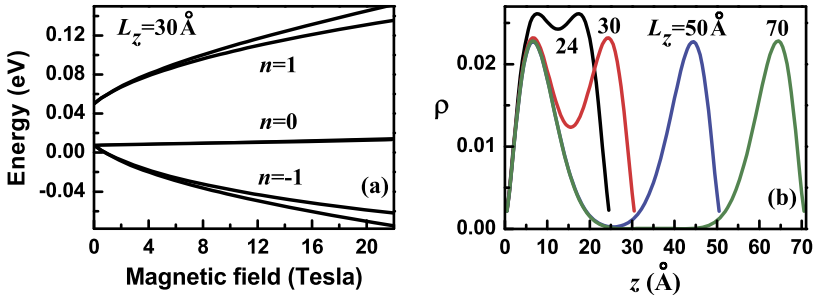 L_z=30 Å
0.12
0.08
0.04
0.00
-0.04
Energy (eV)
n=1
n=0
n=-1
(a)
0 4 8 12 16 20
Magnetic field (Tesla)
24 30 L_z=50Å 70
0.02
0.01
0.00
ρ
(b)
0 10 20 30 40 50 60 70
z (Å)